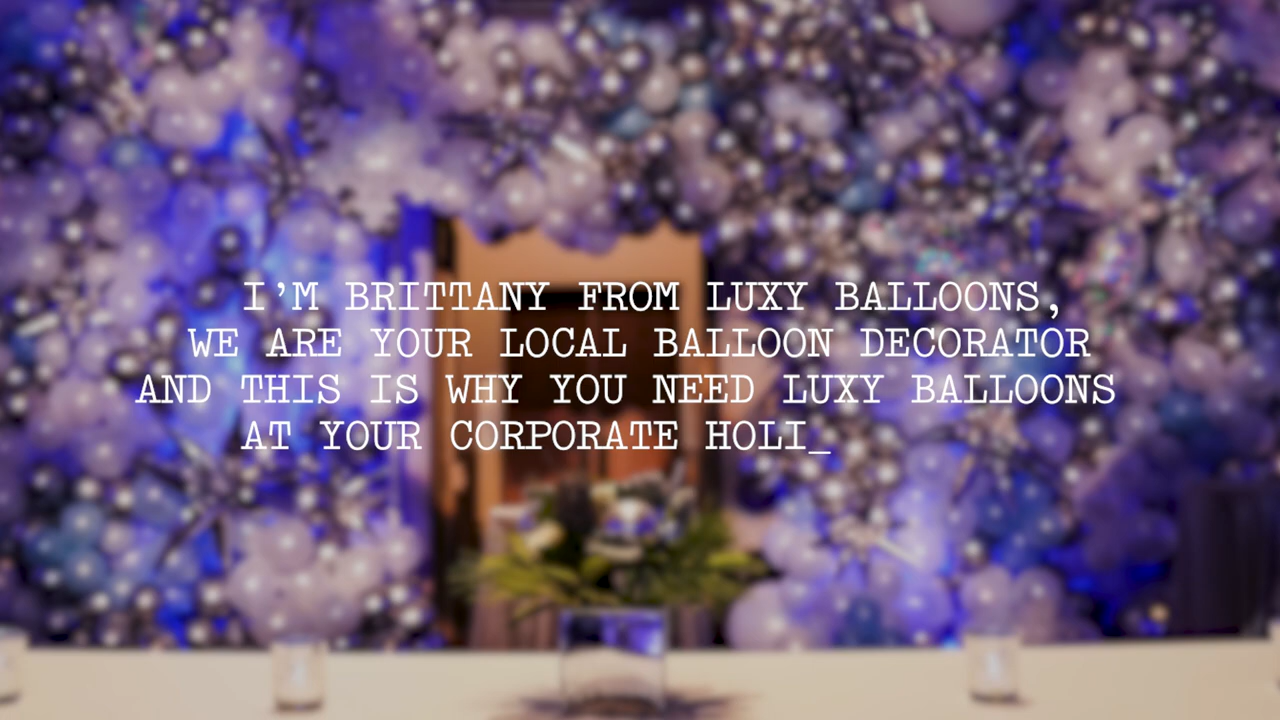 I’M BRITTANY FROM LUXY BALLOONS,
WE ARE YOUR LOCAL BALLOON DECORATOR
AND THIS IS WHY YOU NEED LUXY BALLOONS
AT YOUR CORPORATE HOLI_